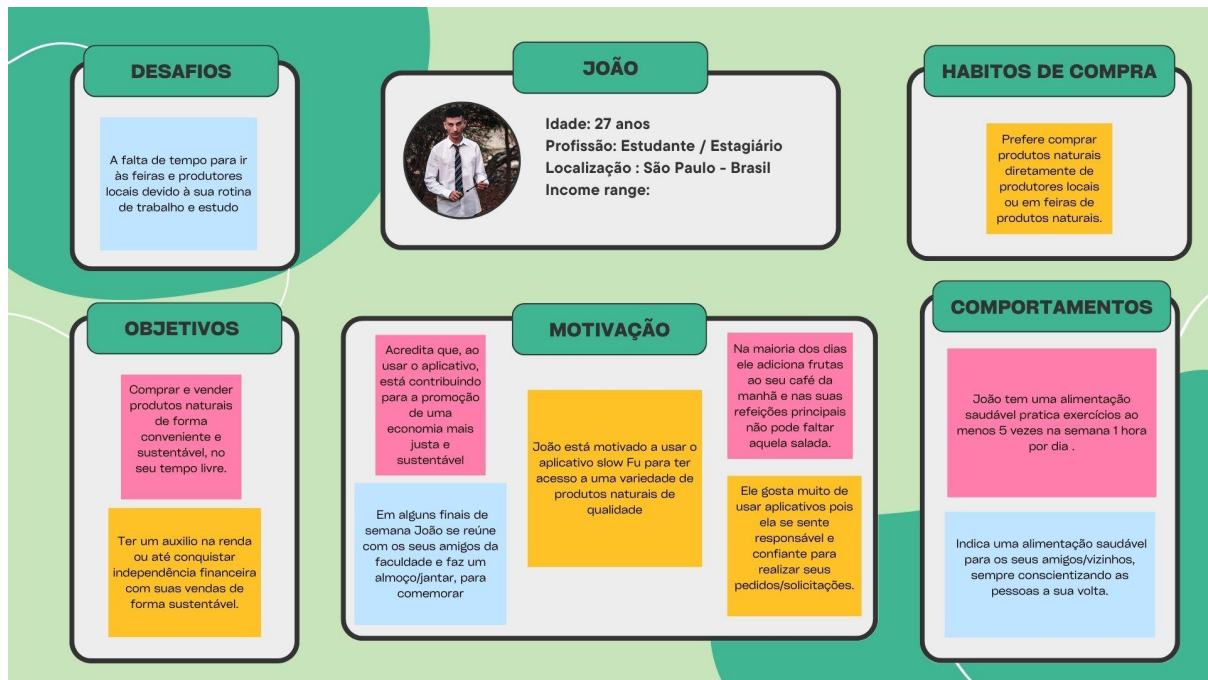 DESAFIOS
A falta de tempo para ir
às feiras e produtores
locais devido à sua rotina
de trabalho e estudo
JOÃO
Idade: 27 anos
Profissão: Estudante / Estagiário
Localização : São Paulo - Brasil
Income range:
HABITOS DE COMPRA
Prefere comprar
produtos naturais
diretamente de
produtores locais
ou em feiras de
produtos naturais.
OBJETIVOS
Comprar e vender
produtos naturais
de forma
conveniente e
sustentável, no
seu tempo livre.
Ter um auxilio na renda
ou até conquistar
independência financeira
com suas vendas de
forma sustentável.
MOTIVAÇÃO
Acredita que, ao
usar o aplicativo,
está contribuindo
para a promoção
de uma
economia mais
justa e
sustentável
Em alguns finais de
semana João se reúne
com os seus amigos da
faculdade e faz um
almoço/jantar, para
comemorar
João está motivado a usar o
aplicativo slow Fu para ter
acesso a uma variedade de
produtos naturais de
qualidade
Na maioria dos dias
ele adiciona frutas
ao seu café da
manhã e nas suas
refeições principais
não pode faltar
aquela salada.
Ele gosta muito de
usar aplicativos pois
ela se sente
responsável e
confiante para
realizar seus
pedidos/solicitações.
COMPORTAMENTOS
João tem uma alimentação
saudável pratica exercícios ao
menos 5 vezes na semana 1 hora
por dia .
Indica uma alimentação saudável
para os seus amigos/vizinhos,
sempre conscientizando as
pessoas a sua volta.